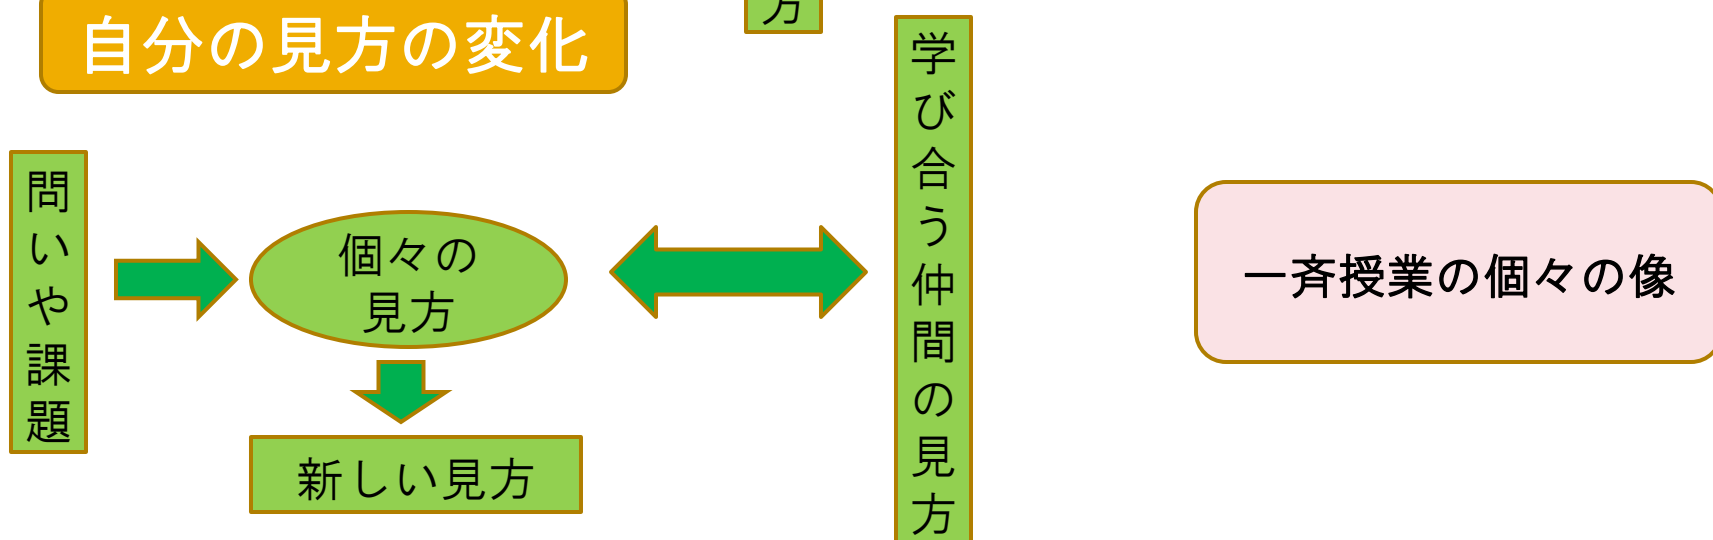 自分の見方の変化
方
問いや課題
個々の
見方
新しい見方
学び合う仲間の見方
一斉授業の個々の像